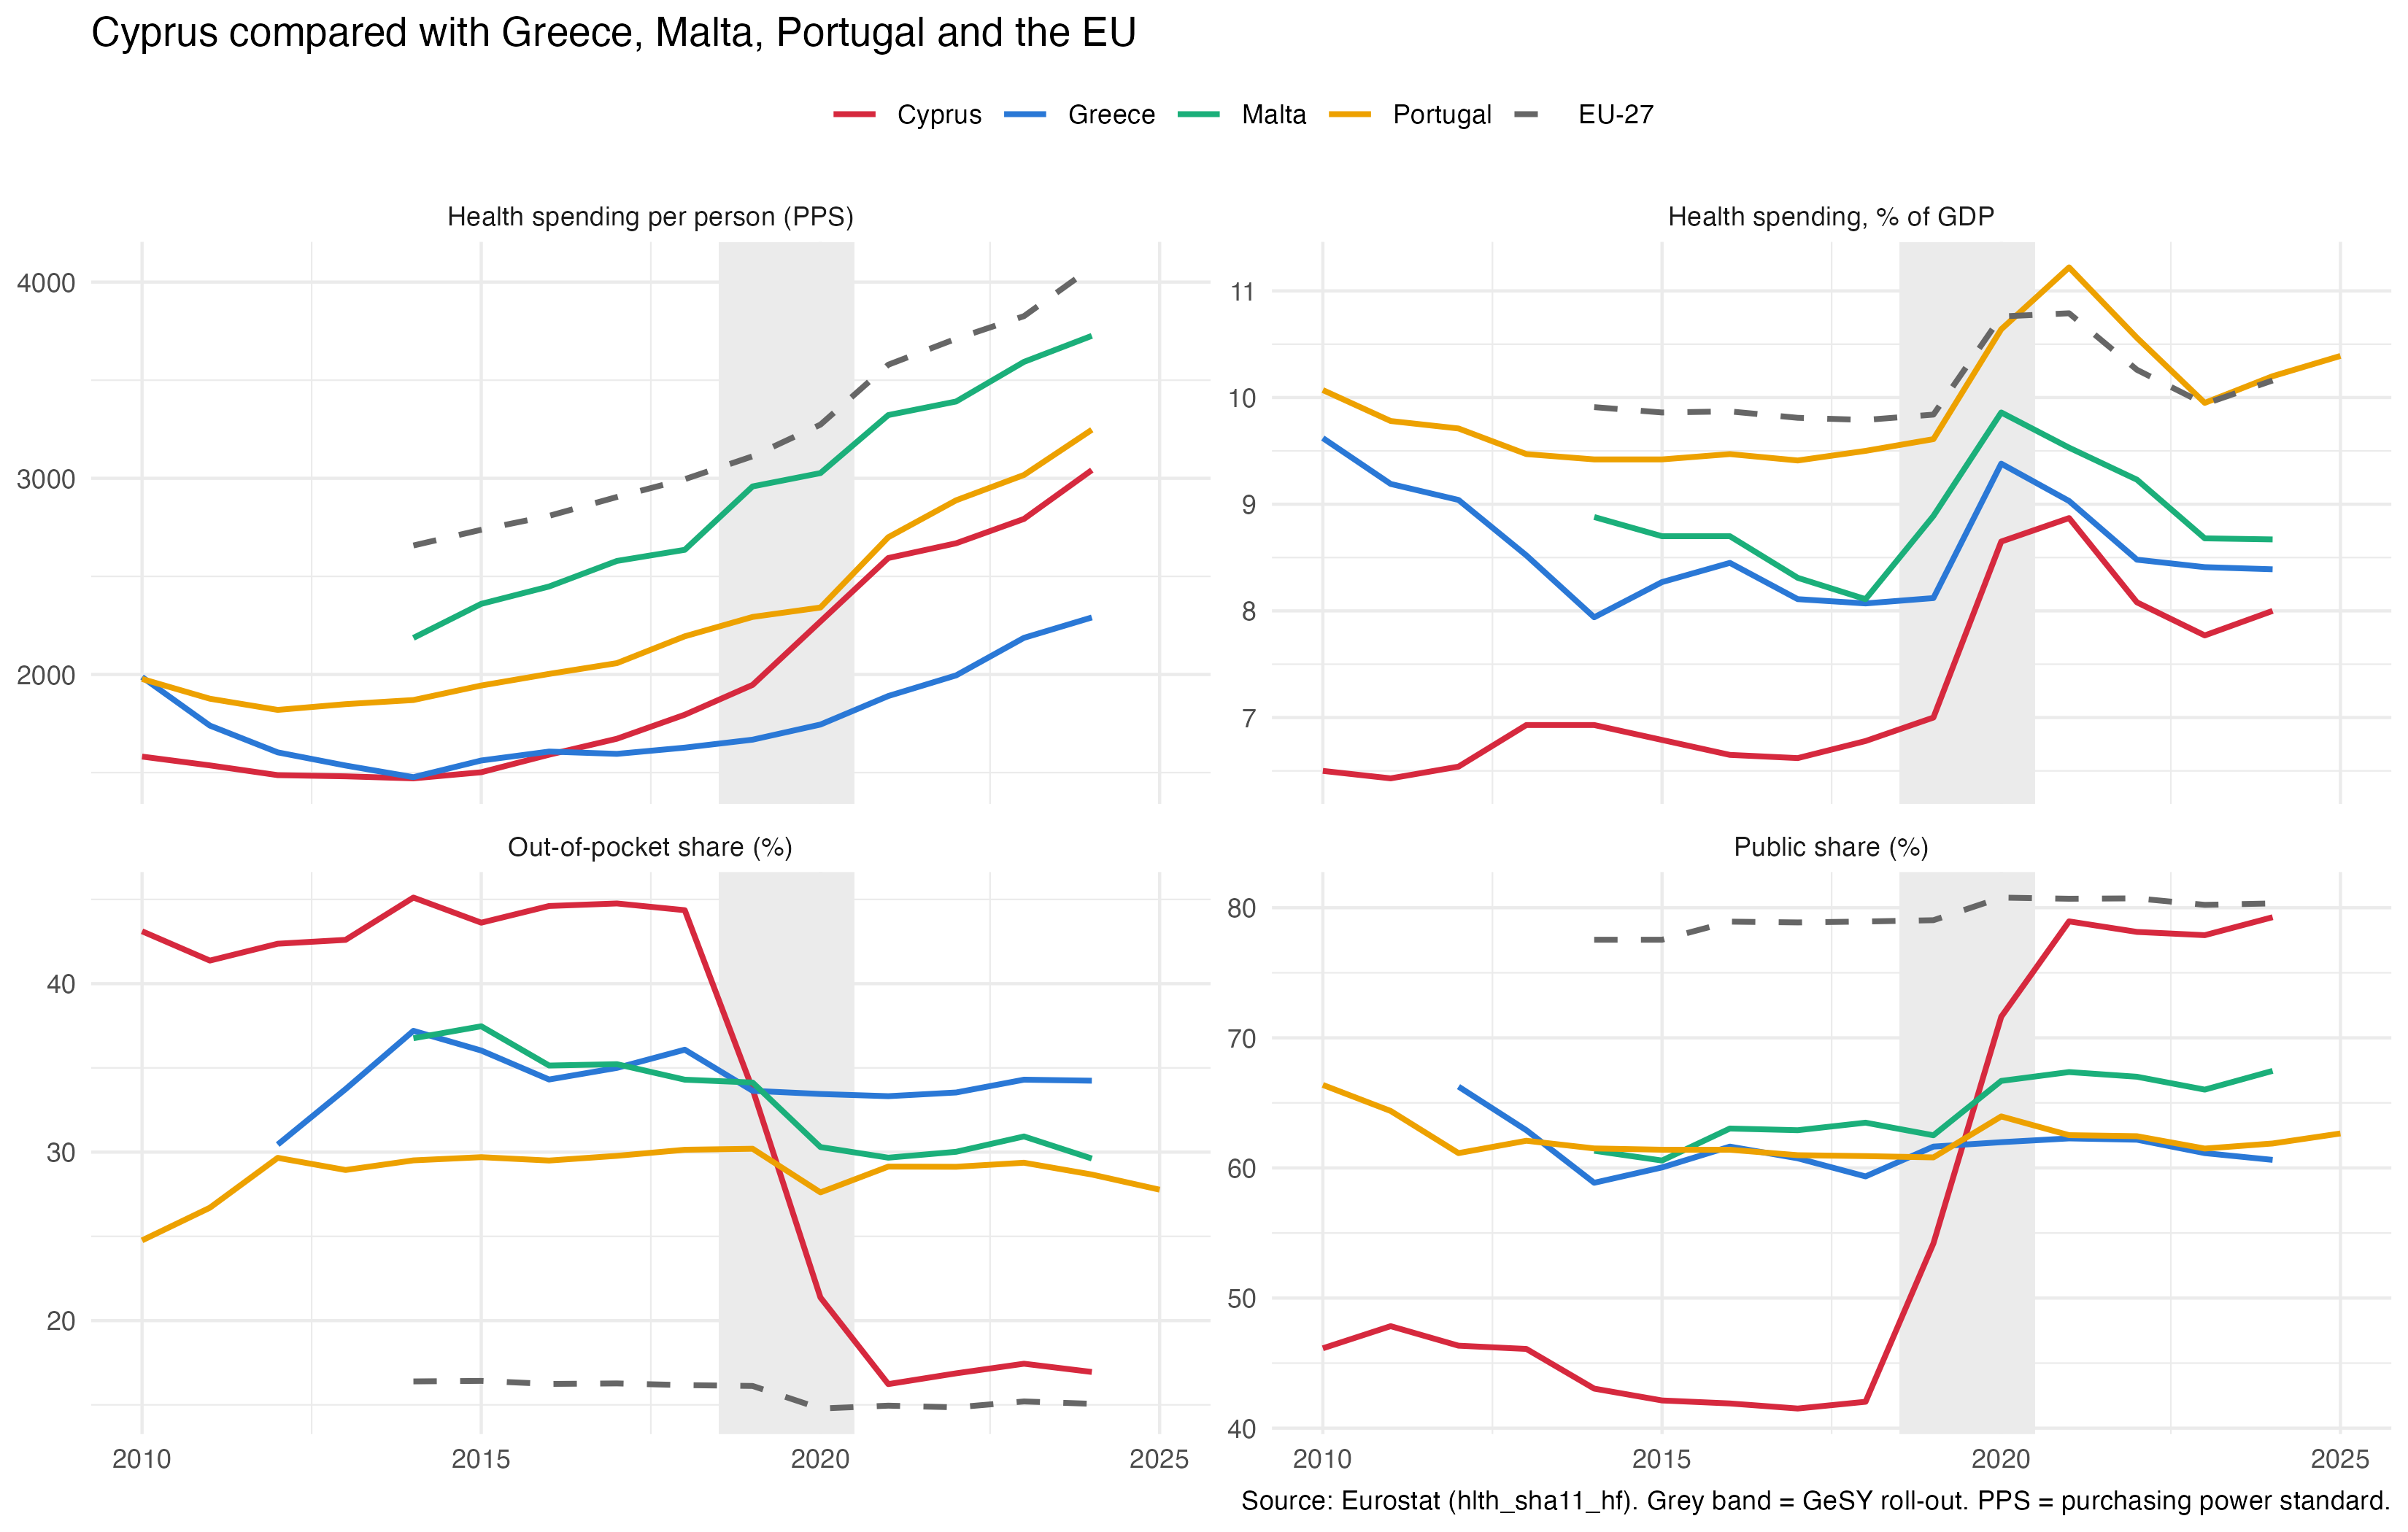 Cyprus compared with Greece, Malta, Portugal and the EU
Cyprus Greece Malta Portugal EU-27
Health spending per person (PPS)
4000
3000
2000
Health spending, % of GDP
11
10
9
8
7
Out-of-pocket share (%)
40
30
20
2010 2015 2020 2025
Public share (%)
80
70
60
50
40
2010 2015 2020 2025
Source: Eurostat (hlth_sha11_hf). Grey band = GeSY roll-out. PPS = purchasing power standard.